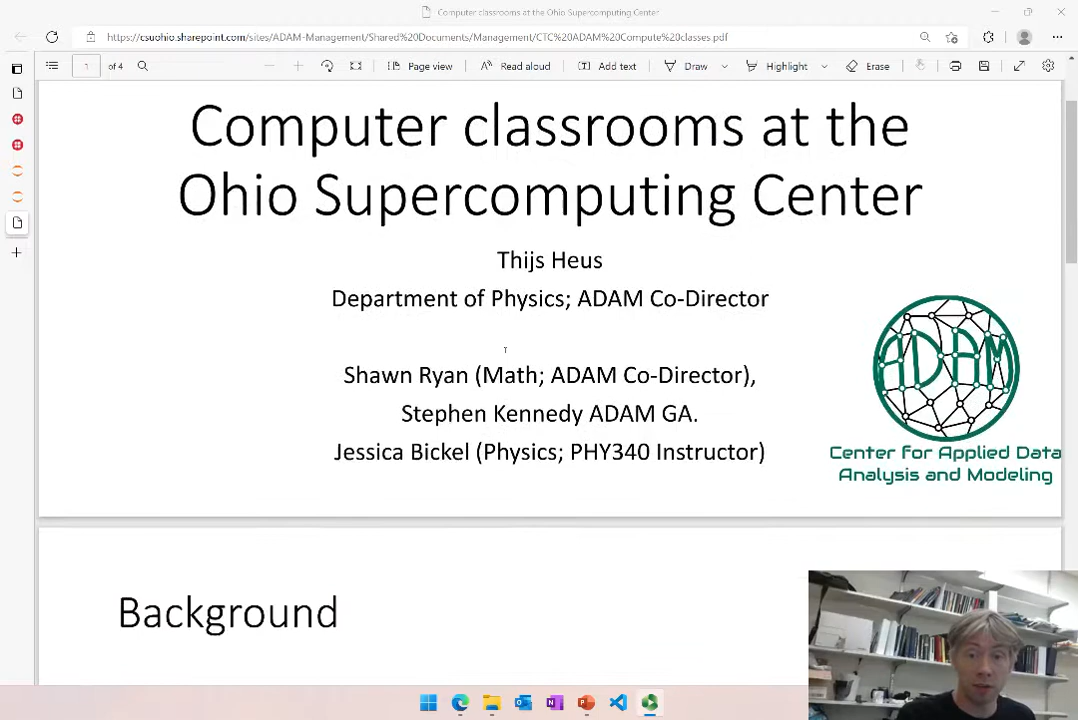 Computer classrooms at the Ohio Supercomputing Center
https://csuohio.sharepoint.com/sites/ADAM-Management/Shared%20Documents/Management/CTC%20ADAM%20Compute%20classes.pdf
1 of 4
Page view
Read aloud
Add text
Draw
Highlight
Erase
Computer classrooms at the
Ohio Supercomputing Center
Thijs Heus
Department of Physics; ADAM Co-Director
Shawn Ryan (Math; ADAM Co-Director),
Stephen Kennedy ADAM GA.
Jessica Bickel (Physics; PHY340 Instructor)
ADAM
Center for Applied Data
Analysis and Modeling
Background